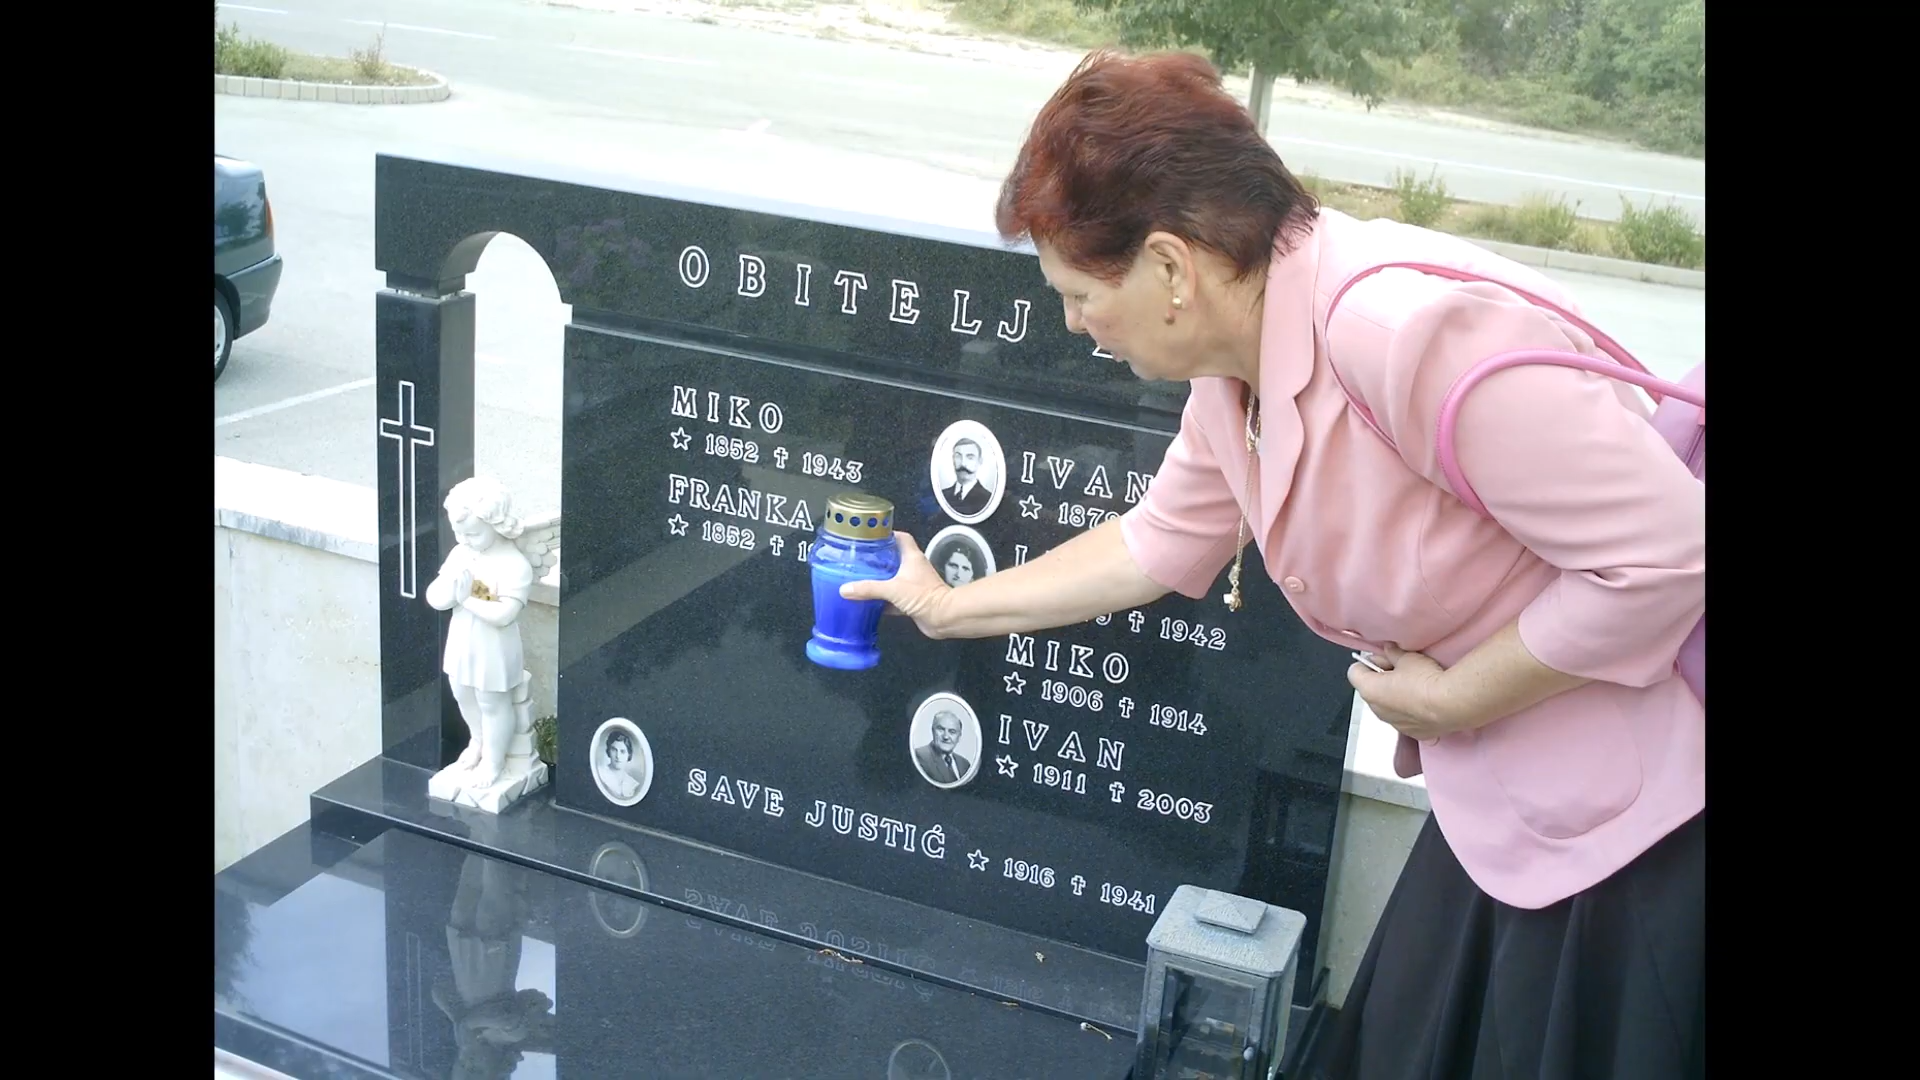 OBITELJ
MIKO
★ 1852 ✝ 1943
FRANKA
★ 1852 ✝
IVAN
★
✝ 1942
MIKO
★ 1906 ✝ 1914
IVAN
★ 1911 ✝ 2003
SAVE JUSTIĆ ★ 1916 ✝ 1941